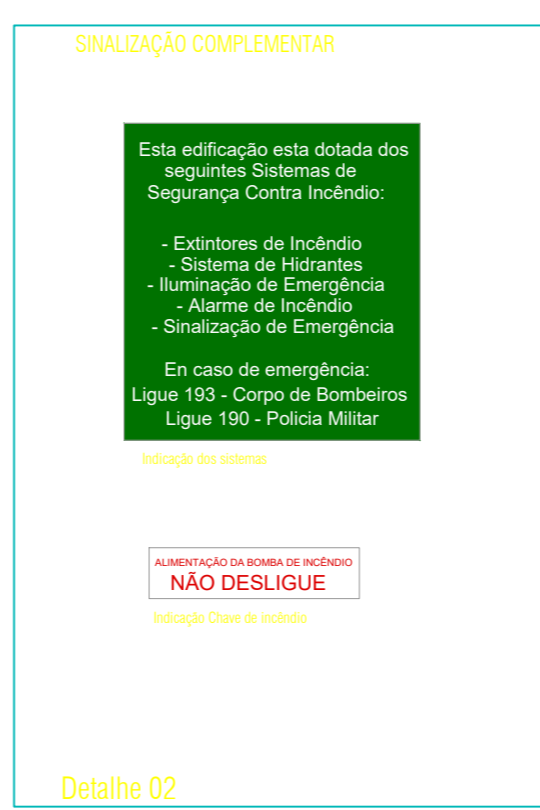 SINALIZAÇÃO COMPLEMENTAR
Esta edificação esta dotada dos
seguintes Sistemas de
Segurança Contra Incêndio:
- Extintores de Incêndio
- Sistema de Hidrantes
- Iluminação de Emergência
- Alarme de Incêndio
- Sinalização de Emergência
En caso de emergência:
Ligue 193 - Corpo de Bombeiros
Ligue 190 - Policia Militar
Indicação dos sistemas
ALIMENTAÇÃO DA BOMBA DE INCÊNDIO
NÃO DESLIGUE
Indicação Chave de incêndio
Detalhe 02